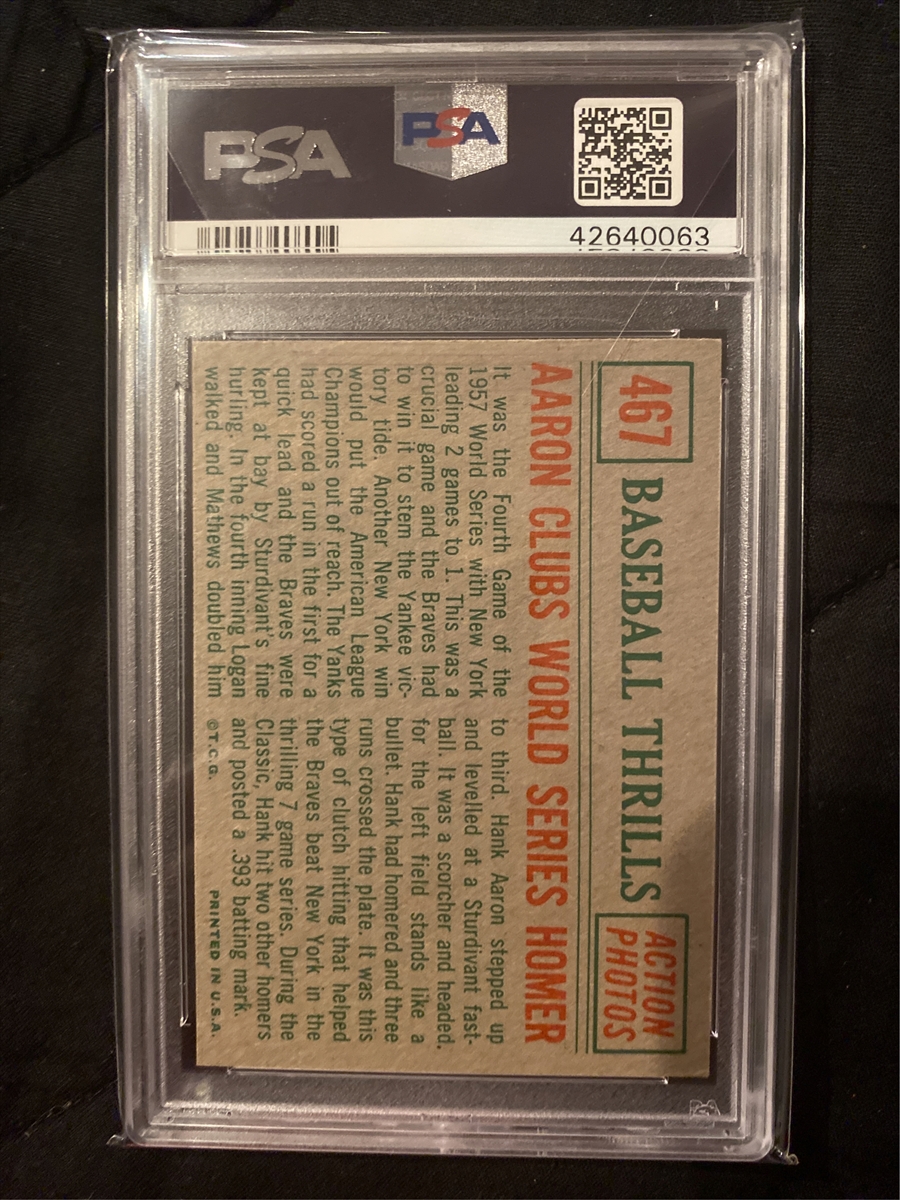 PSA
PSA
42640063
467
BASEBALL THRILLS
ACTION
PHOTOS
AARON CLUBS WORLD SERIES HOMER
It was the Fourth Game of the
1957 World Series with New York
leading 2 games to 1. This was a
crucial game and the Braves had
to win it to stem the Yankee vic-
tory tide. Another New York win
would put the American League
Champions out of reach. The Yanks
had scored a run in the first for a
quick lead and the Braves were
kept at bay by Sturdivant's fine
hurling. In the fourth inning Logan
walked and Mathews doubled him
to third. Hank Aaron stepped up
and levelled at a Sturdivant fast-
ball. It was a scorcher and headed
for the left field stands like a
bullet. Hank had homered and three
runs crossed the plate. It was this
type of clutch hitting that helped
the Braves beat New York in the
thrilling 7 game series. During the
Classic, Hank hit two other homers
and posted a .393 batting mark.
©T.C.G.
PRINTED IN U.S.A.